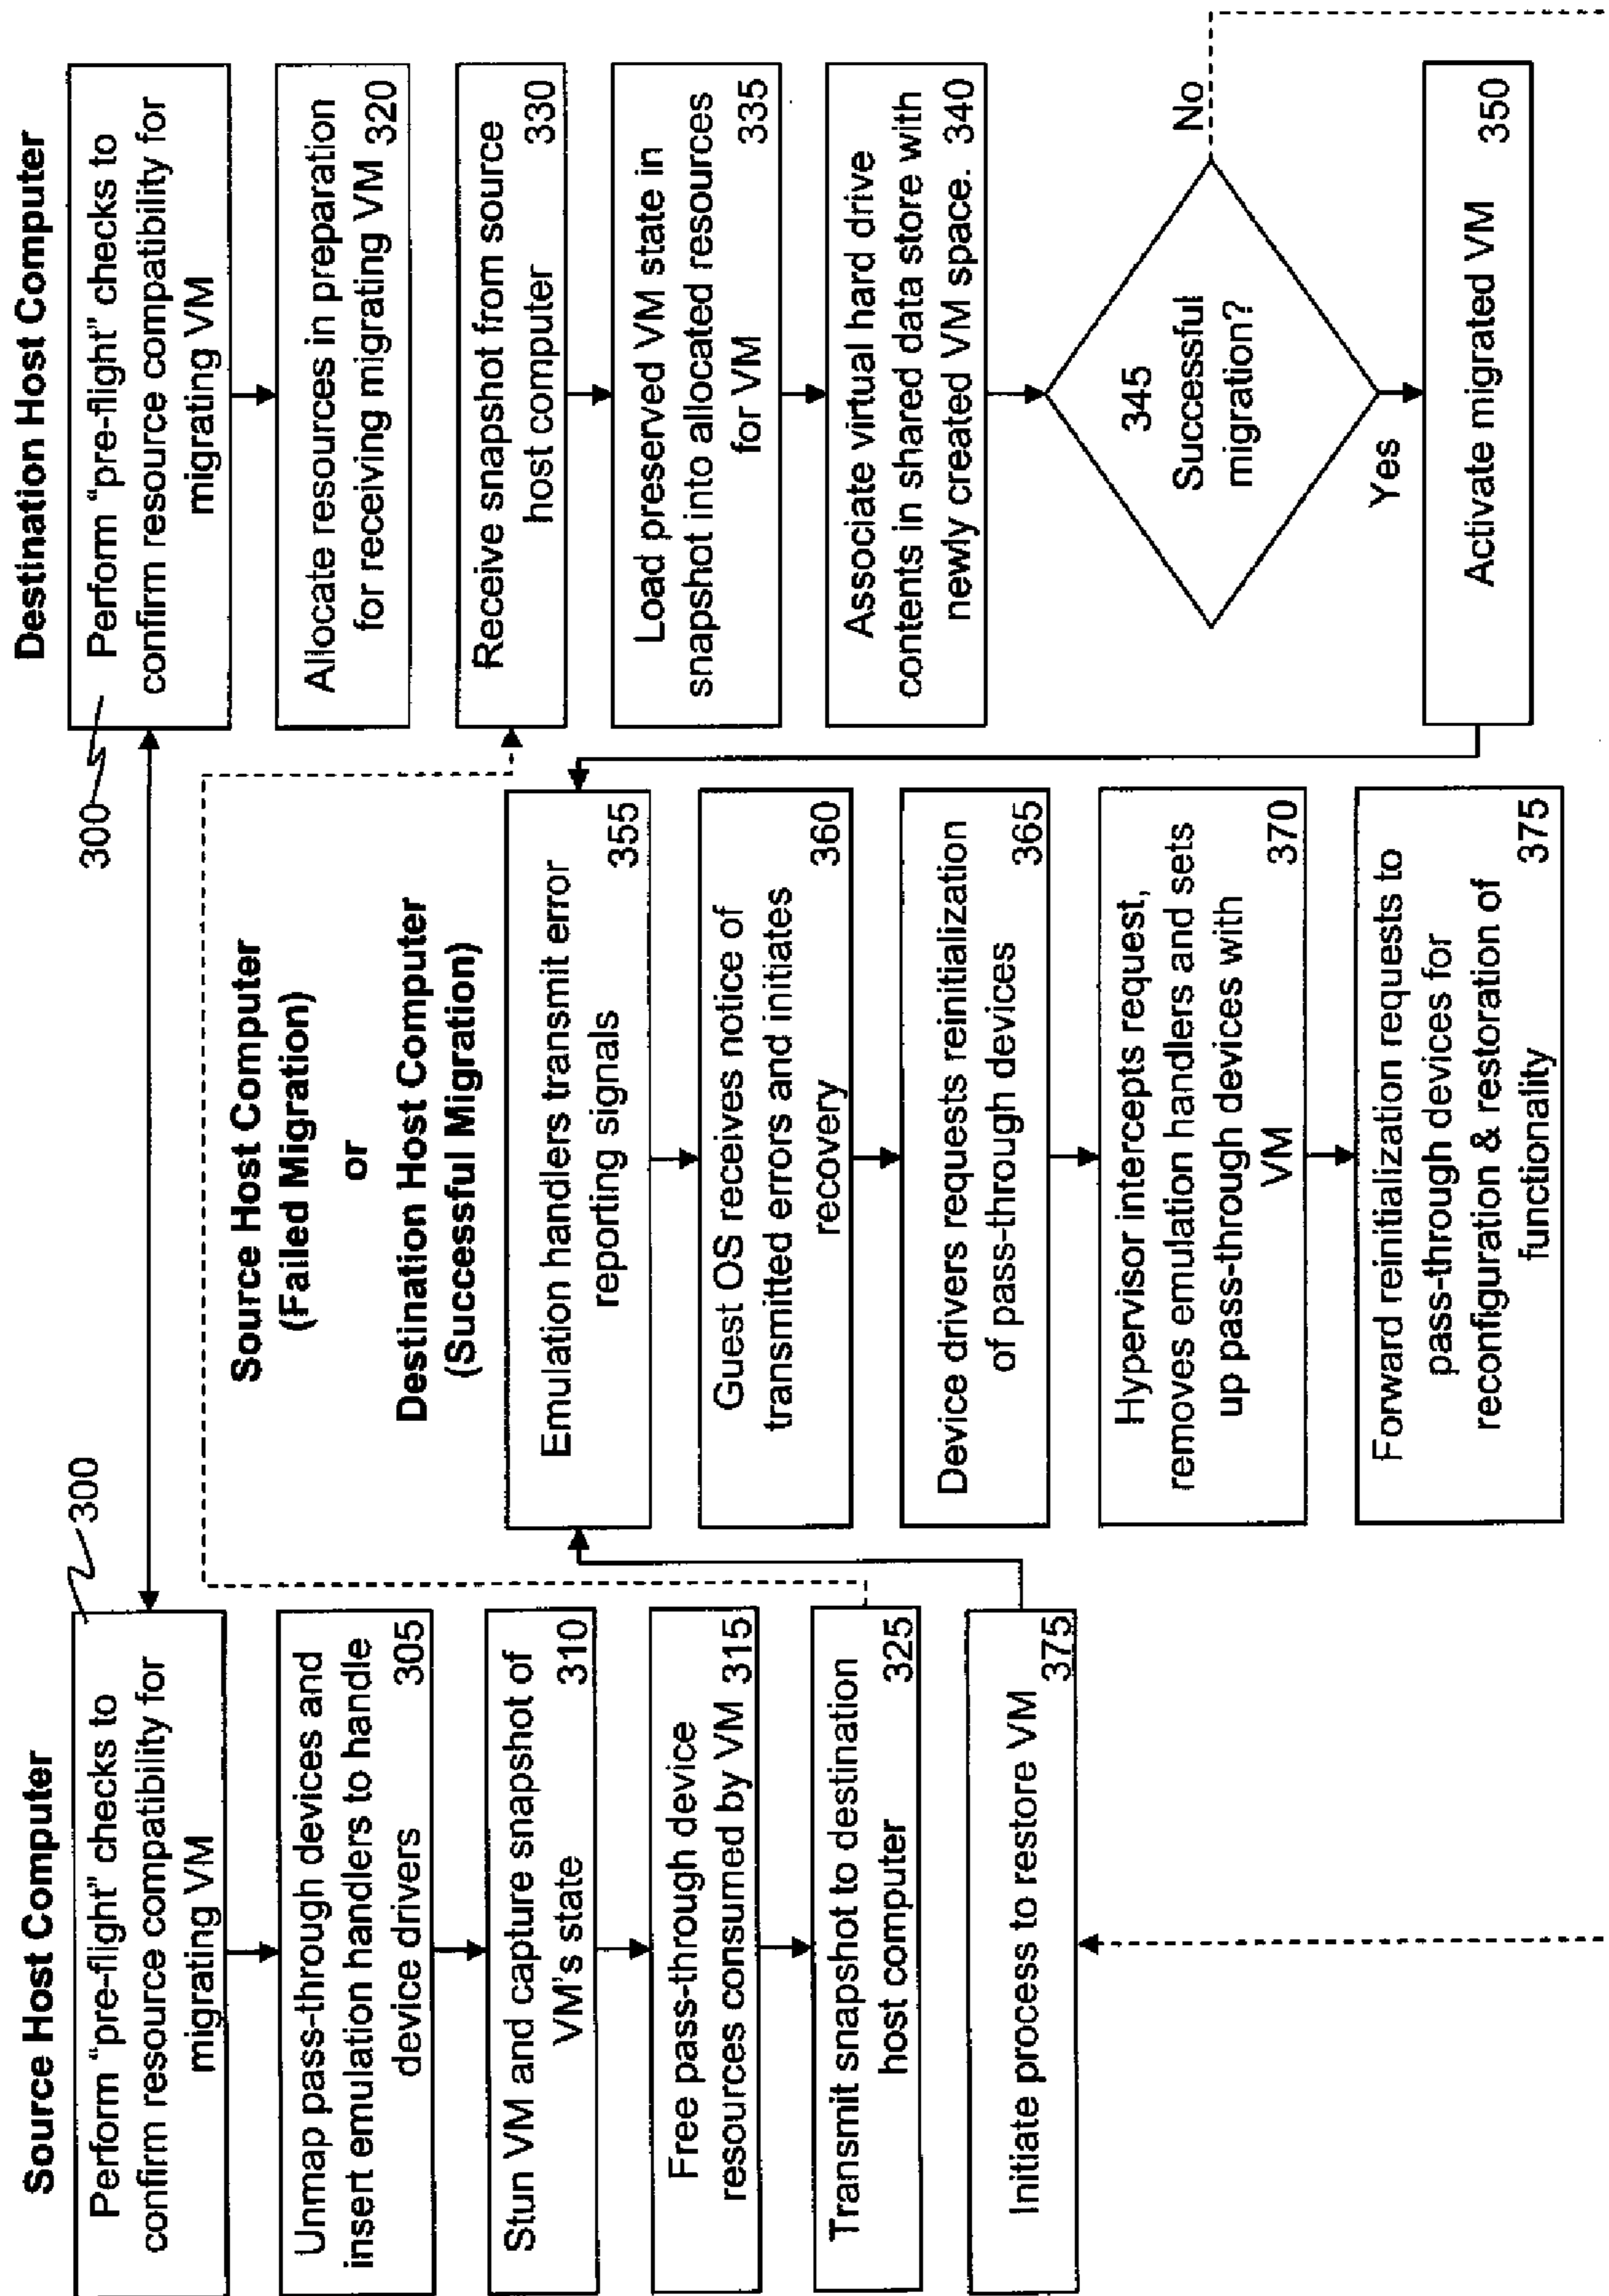 Source Host Computer
300
Perform "pre-flight" checks to
confirm resource compatibility for
migrating VM
Unmap pass-through devices and
insert emulation handlers to handle
device drivers 305
Stun VM and capture snapshot of
VM's state 310
Free pass-through device
resources consumed by VM 315
Transmit snapshot to destination
host computer 325
Initiate process to restore VM
375
Source Host Computer
(Failed Migration)
or
Destination Host Computer
(Successful Migration)
Emulation handlers transmit error
reporting signals 355
Guest OS receives notice of
transmitted errors and initiates
recovery 360
Device drivers requests reinitialization
of pass-through devices 365
Hypervisor intercepts request,
removes emulation handlers and sets
up pass-through devices with
VM 370
Forward reinitialization requests to
pass-through devices for
reconfiguration & restoration of
functionality 375
Destination Host Computer
300
Perform "pre-flight" checks to
confirm resource compatibility for
migrating VM
Allocate resources in preparation
for receiving migrating VM 320
Receive snapshot from source
host computer 330
Load preserved VM state in
snapshot into allocated resources
for VM 335
Associate virtual hard drive
contents in shared data store with
newly created VM space. 340
345
Successful
migration?
No
Yes
Activate migrated VM
350